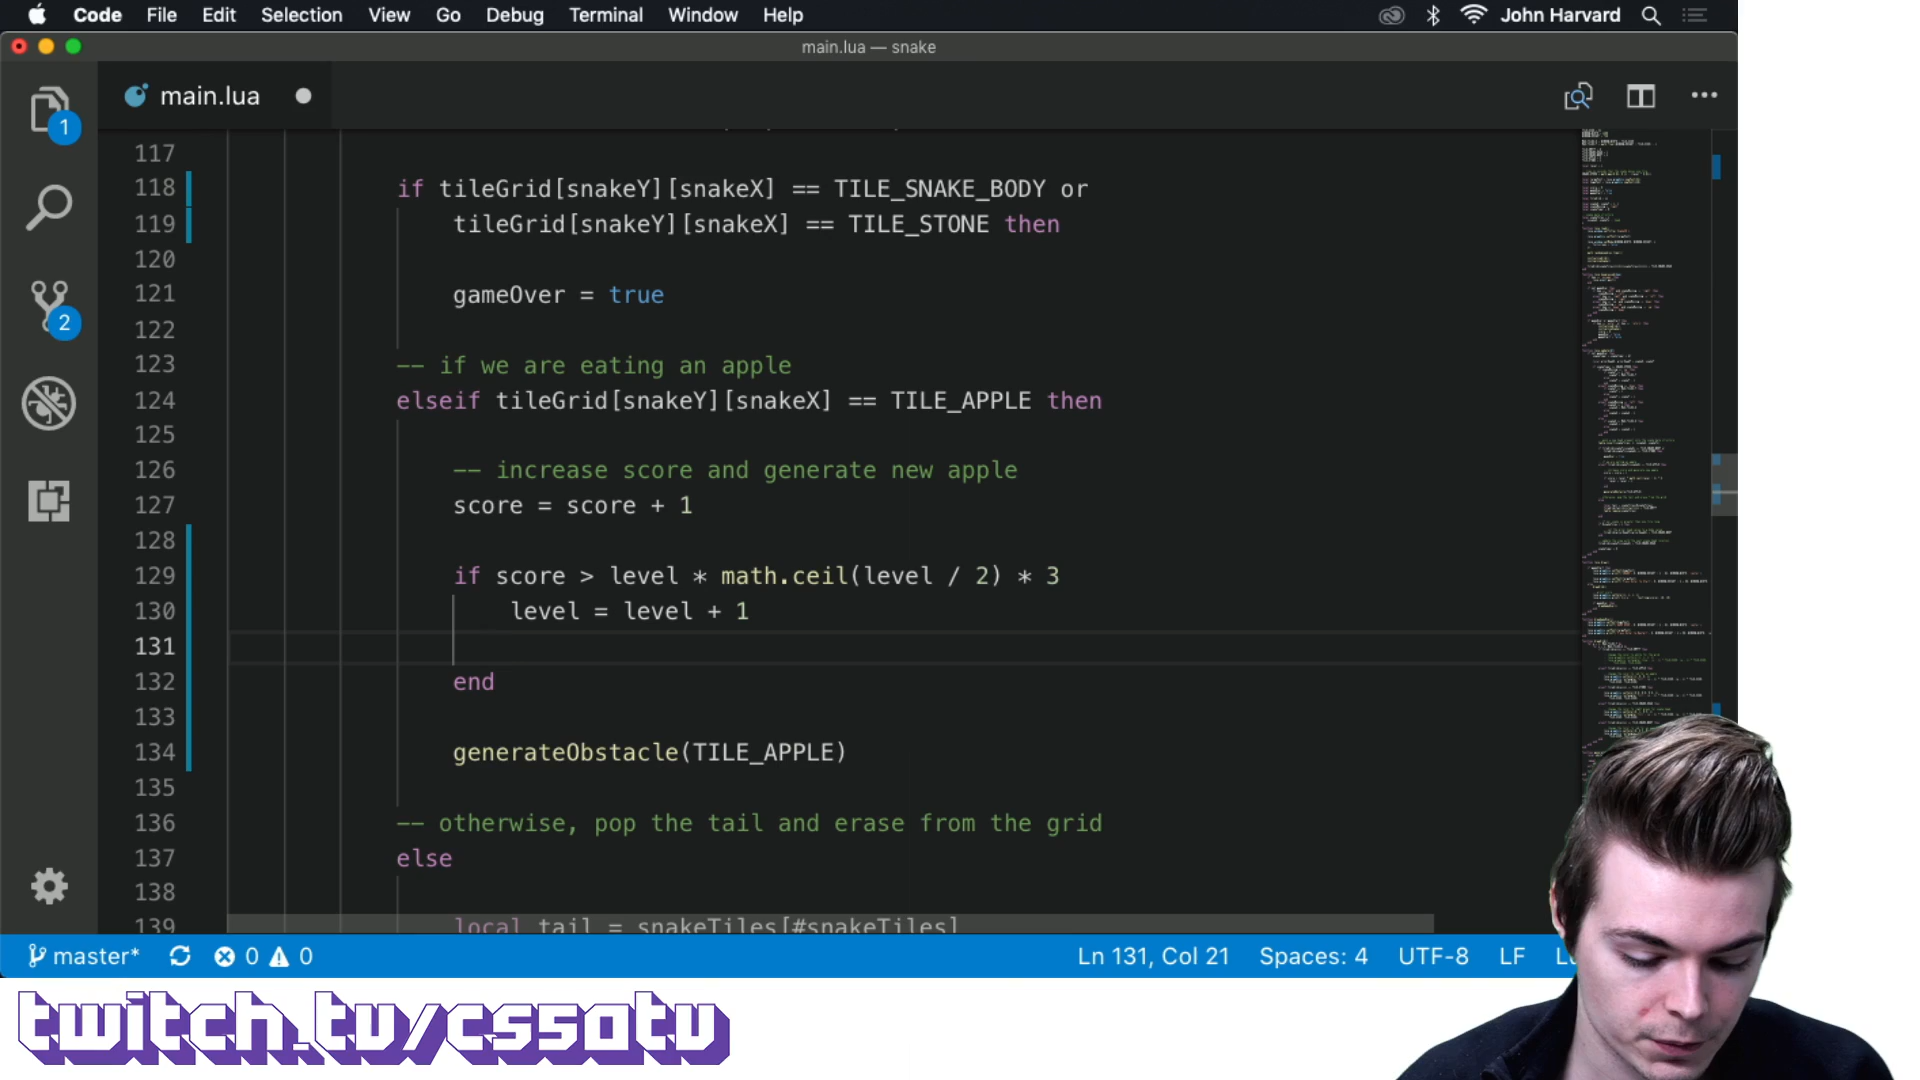 Code File Edit Selection View Go Debug Terminal Window Help John Harvard
main.lua — snake
main.lua
1
2
117
118 if tileGrid[snakeY][snakeX] == TILE_SNAKE_BODY or
119 tileGrid[snakeY][snakeX] == TILE_STONE then
120
121 gameOver = true
122
123 -- if we are eating an apple
124 elseif tileGrid[snakeY][snakeX] == TILE_APPLE then
125
126 -- increase score and generate new apple
127 score = score + 1
128
129 if score > level * math.ceil(level / 2) * 3
130 level = level + 1
131
132 end
133
134 generateObstacle(TILE_APPLE)
135
136 -- otherwise, pop the tail and erase from the grid
137 else
138
139 local tail = snakeTiles[#snakeTiles]
master* 0 0 Ln 131, Col 21 Spaces: 4 UTF-8 LF
twitch.tv/cs50tv